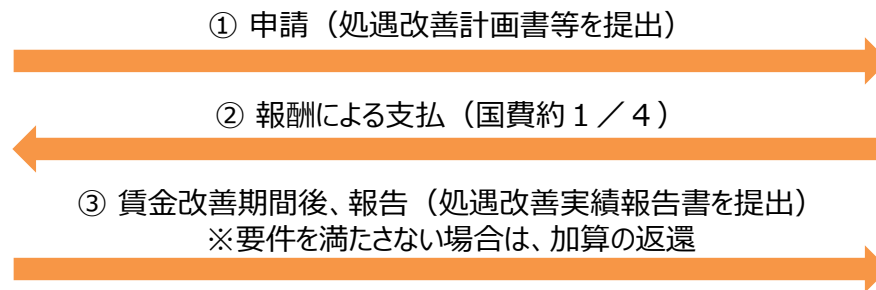 ① 申請（処遇改善計画書等を提出）
② 報酬による支払（国費約１／４）
③ 賃金改善期間後、報告（処遇改善実績報告書を提出）
※要件を満たさない場合は、加算の返還